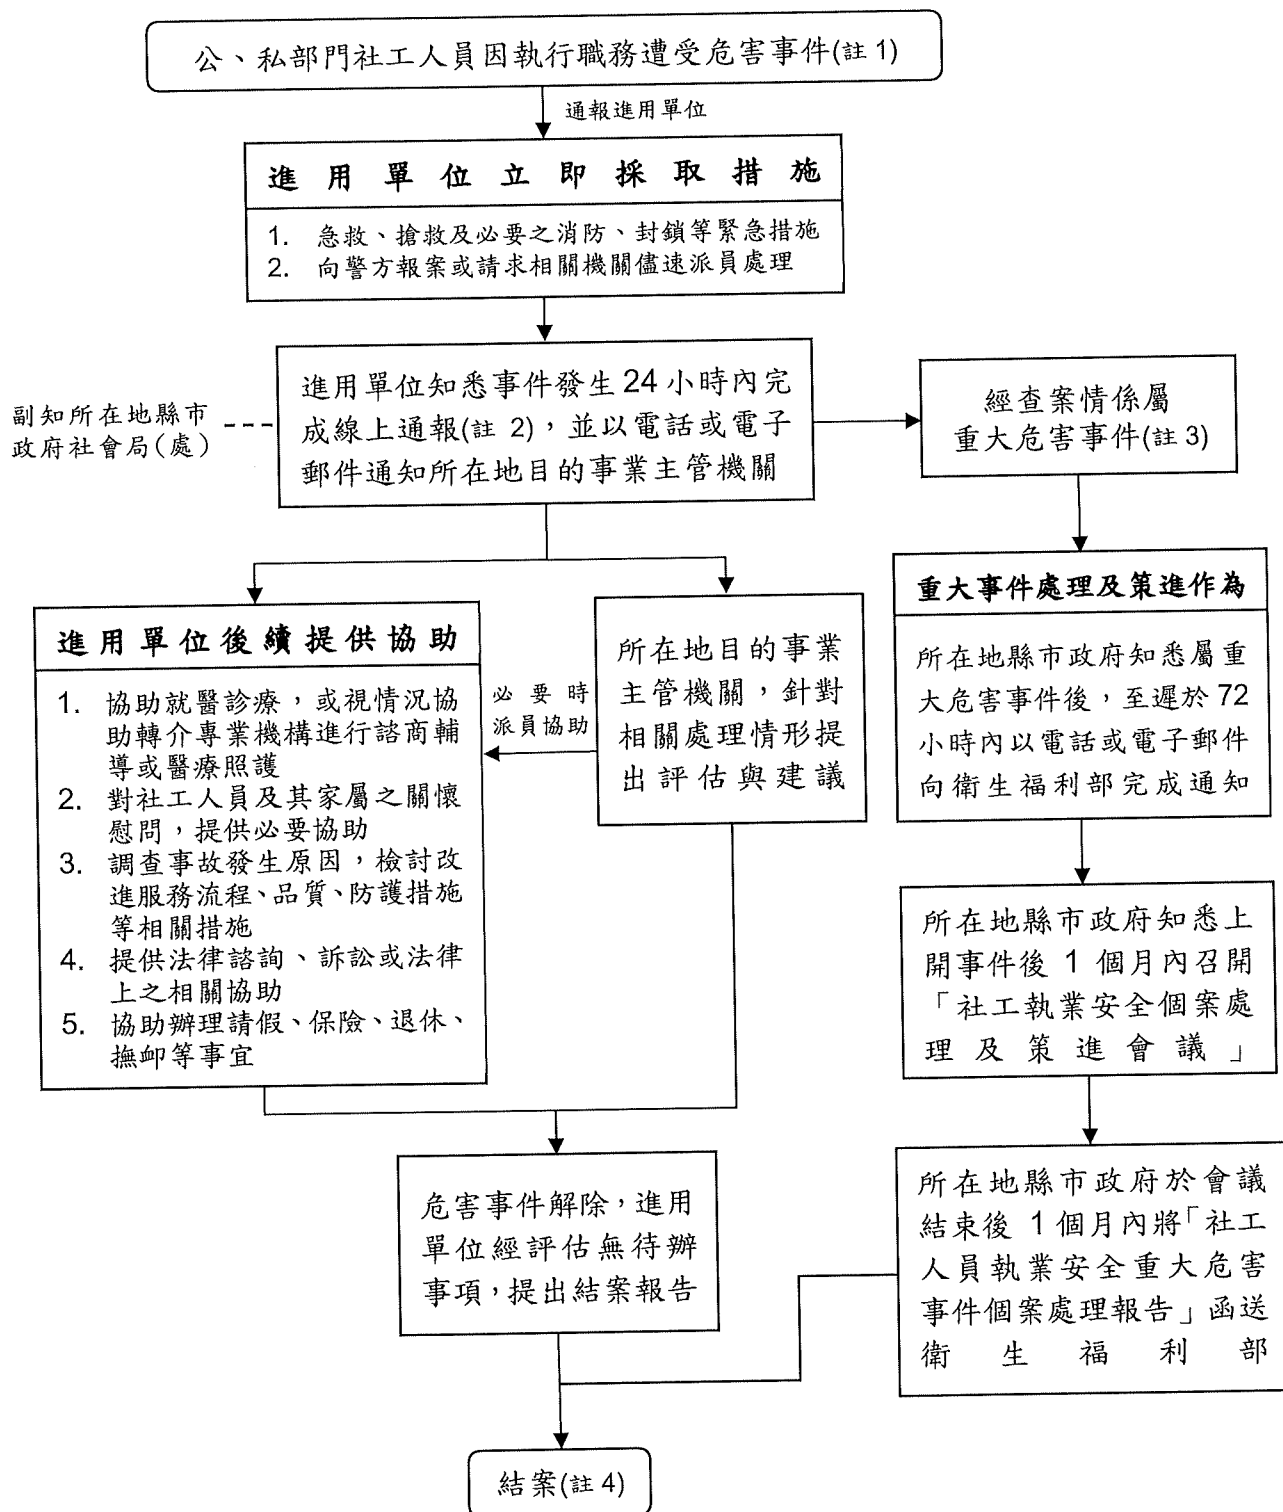 公、私部門社工人員因執行職務遭受危害事件(註 1)
通報進用單位
進用單位立即採取措施
1. 急救、搶救及必要之消防、封鎖等緊急措施
2. 向警方報案或請求相關機關儘速派員處理
副知所在地縣市
政府社會局(處)
進用單位知悉事件發生 24 小時內完
成線上通報(註 2)，並以電話或電子
郵件通知所在地目的事業主管機關
經查案情係屬
重大危害事件(註 3)
進用單位後續提供協助
1. 協助就醫診療，或視情況協
助轉介專業機構進行諮商輔
導或醫療照護
2. 對社工人員及其家屬之關懷
慰問，提供必要協助
3. 調查事故發生原因，檢討改
進服務流程、品質、防護措施
等相關措施
4. 提供法律諮詢、訴訟或法律
上之相關協助
5. 協助辦理請假、保險、退休、
撫卹等事宜
必要時
派員協助
所在地目的事業
主管機關，針對
相關處理情形提
出評估與建議
重大事件處理及策進作為
所在地縣市政府知悉屬重
大危害事件後，至遲於 72
小時內以電話或電子郵件
向衛生福利部完成通知
所在地縣市政府知悉上
開事件後 1 個月內召開
「社工執業安全個案處
理及策進會議」
危害事件解除，進用
單位經評估無待辦
事項，提出結案報告
所在地縣市政府於會議
結束後 1 個月內將「社工
人員執業安全重大危害
事件個案處理報告」函送
衛生福利部
結案(註 4)